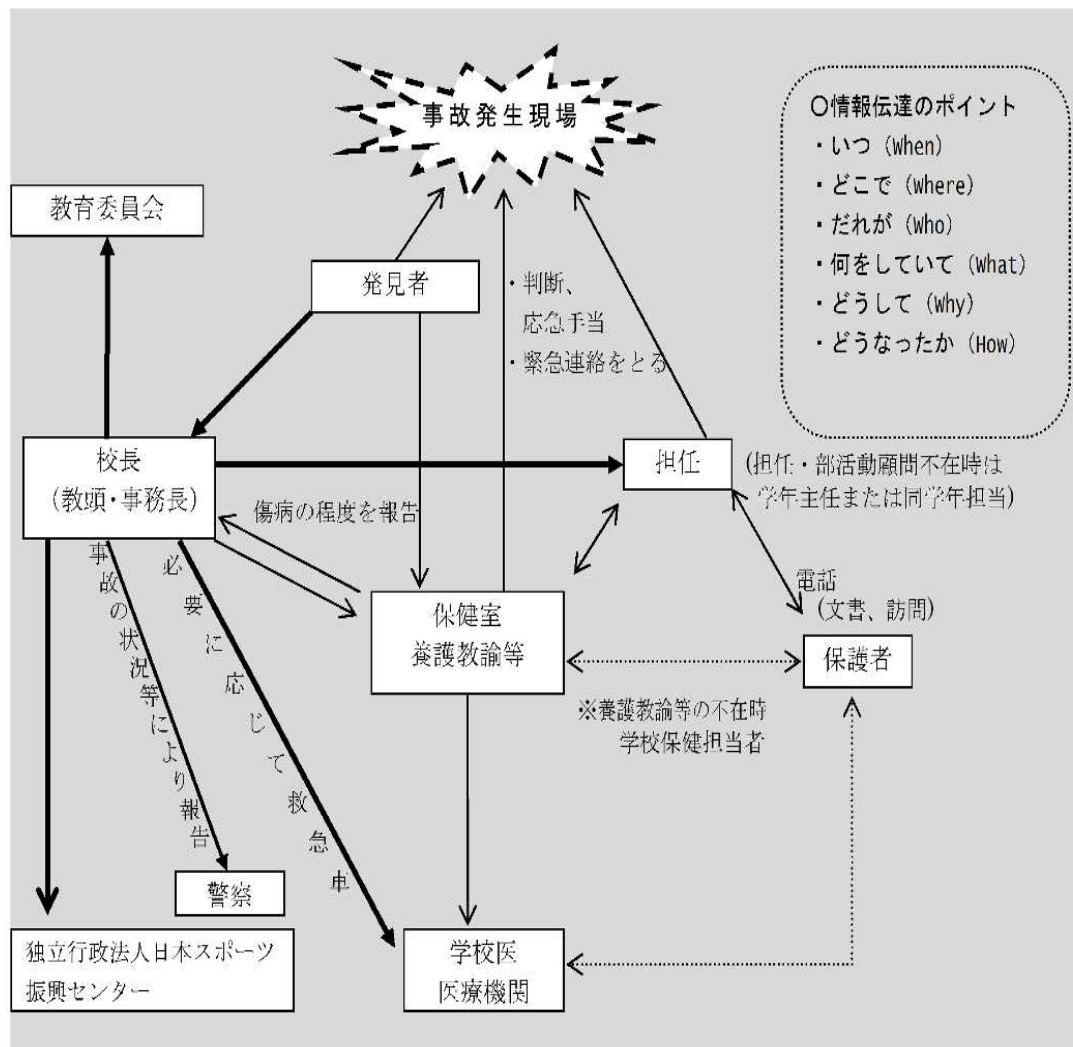 事故発生現場
〇情報伝達のポイント
・いつ (When)
・どこで (Where)
・だれが (Who)
・何をしていて (What)
・どうして (Why)
・どうなったか (How)
教育委員会
発見者
・判断、
応急手当
・緊急連絡をとる
校長
(教頭・事務長)
担任
(担任・部活動顧問不在時は
学年主任または同学年担当)
傷病の程度を報告
事故の状況等により報告
必要に応じて救急車
保健室
養護教諭等
電話
(文書、訪問)
保護者
※養護教諭等の不在時
学校保健担当者
警察
独立行政法人日本スポーツ
振興センター
学校医
医療機関